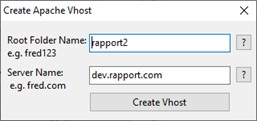 Create Apache Vhost
Root Folder Name: rapport2 ?
e.g. fred123
Server Name: dev.rapport.com ?
e.g. fred.com
Create Vhost